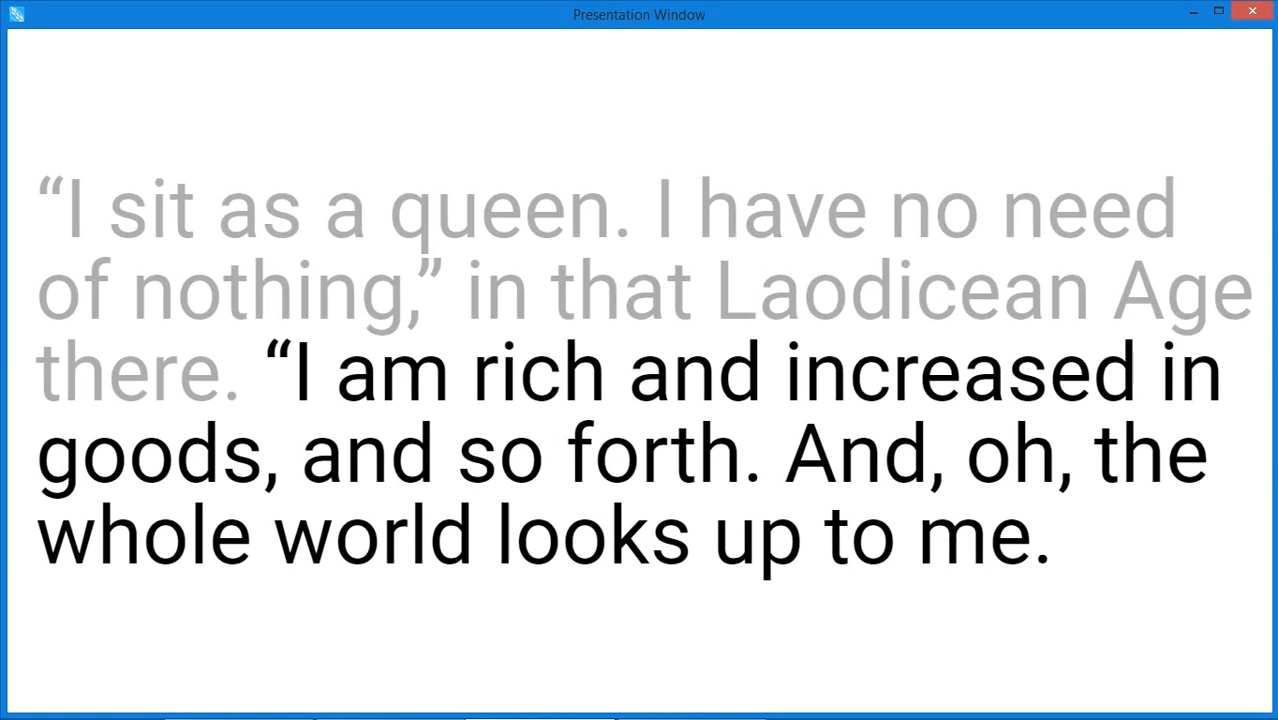 Presentation Window
“I sit as a queen. I have no need
of nothing,” in that Laodicean Age
there. “I am rich and increased in
goods, and so forth. And, oh, the
whole world looks up to me.